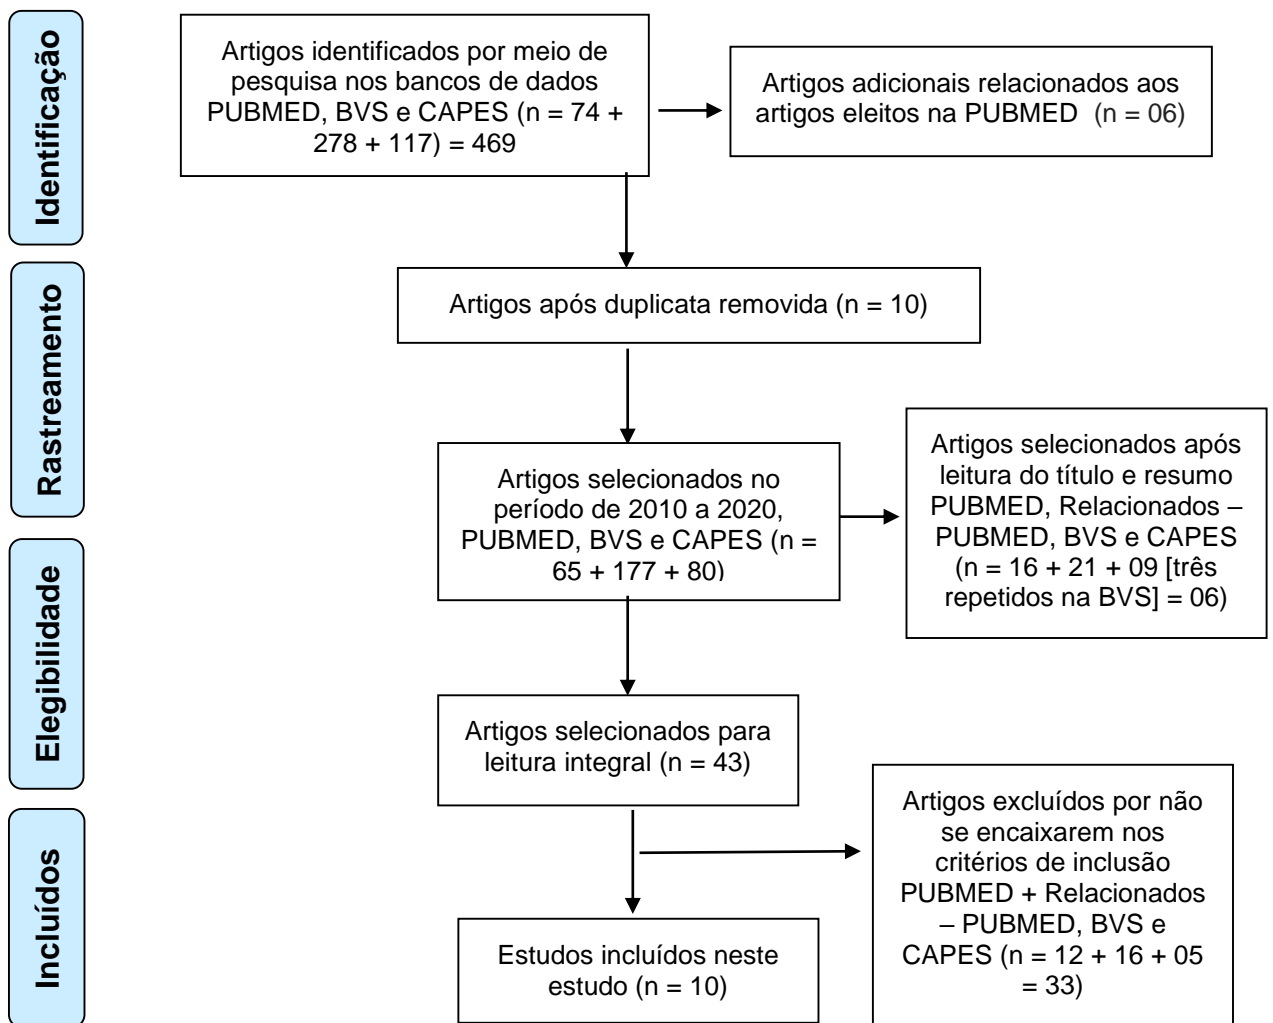 Identificação
Artigos identificados por meio de
pesquisa nos bancos de dados
PUBMED, BVS e CAPES (n = 74 +
278 + 117) = 469
Artigos adicionais relacionados aos
artigos eleitos na PUBMED (n = 06)
Rastreamento
Artigos após duplicata removida (n = 10)
Artigos selecionados no
período de 2010 a 2020,
PUBMED, BVS e CAPES (n =
65 + 177 + 80)
Artigos selecionados após
leitura do título e resumo
PUBMED, Relacionados –
PUBMED, BVS e CAPES
(n = 16 + 21 + 09 [três
repetidos na BVS] = 06)
Elegibilidade
Artigos selecionados para
leitura integral (n = 43)
Artigos excluídos por não
se encaixarem nos
critérios de inclusão
PUBMED + Relacionados
– PUBMED, BVS e
CAPES (n = 12 + 16 + 05
= 33)
Incluídos
Estudos incluídos neste
estudo (n = 10)